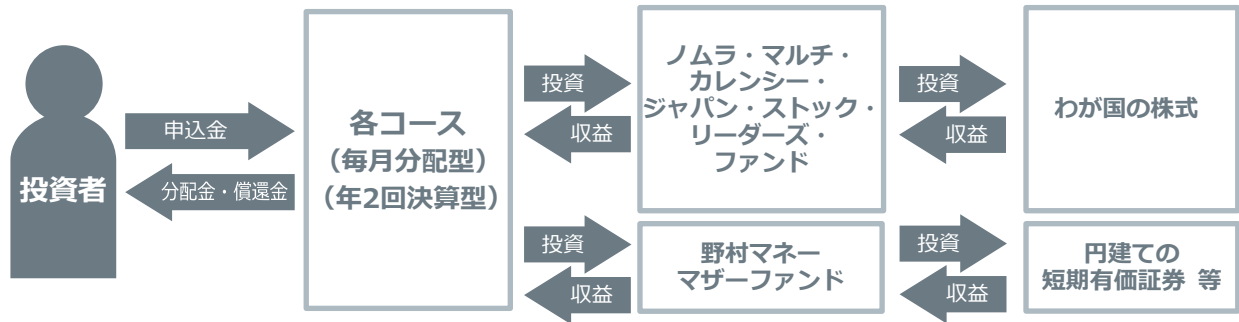 投資者
申込金
分配金・償還金
各コース
（毎月分配型）
（年2回決算型）
投資
収益
ノムラ・マルチ・
カレンシー・
ジャパン・ストック・
リーダーズ・
ファンド
投資
収益
わが国の株式
投資
収益
野村マネー
マザーファンド
投資
収益
円建ての
短期有価証券 等